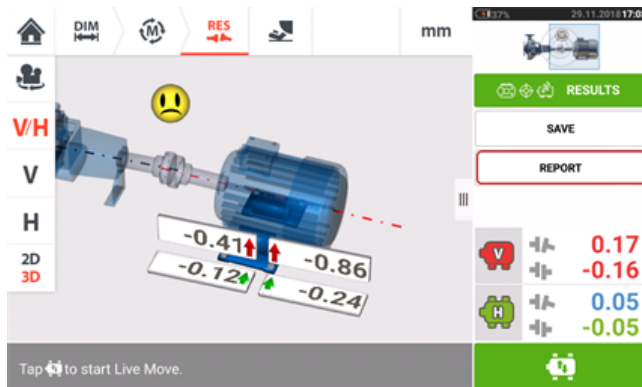 DIM
M
RES
mm
37%
29.11.2018 17:0
RESULTS
SAVE
REPORT
V/H
V
H
2D
3D
-0.41
-0.86
-0.12
-0.24
V
0.17
-0.16
H
0.05
-0.05
Tap to start Live Move.